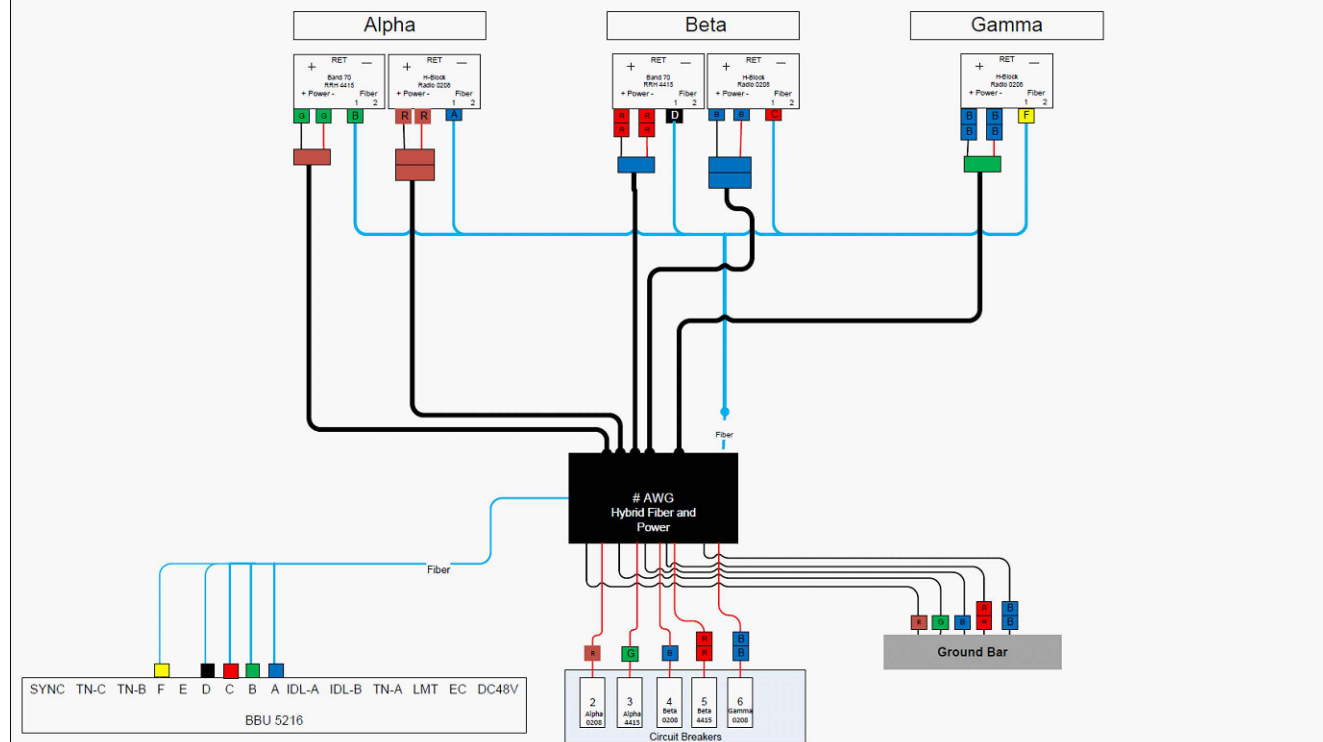 Alpha
Beta
Gamma
+ RET —
Band 70
RRH 4415
+ Power - Fiber
1 2
+ RET —
H-Block
Radio 0208
+ Power - Fiber
1 2
+ RET —
Band 70
RRH 4415
+ Power - Fiber
1 2
+ RET —
H-Block
Radio 0208
+ Power - Fiber
1 2
+ RET —
H-Block
Radio 0208
+ Power - Fiber
1 2
G G B R R A
R R D B B C
R R
B B F
B B
Fiber
# AWG
Hybrid Fiber and
Power
Fiber
R G B R B
R B
R G B R B
R B
Ground Bar
SYNC TN-C TN-B F E D C B A IDL-A IDL-B TN-A LMT EC DC48V
BBU 5216
2
Alpha
0208
3
Alpha
4415
4
Beta
0208
5
Beta
4415
6
Gamma
0208
Circuit Breakers